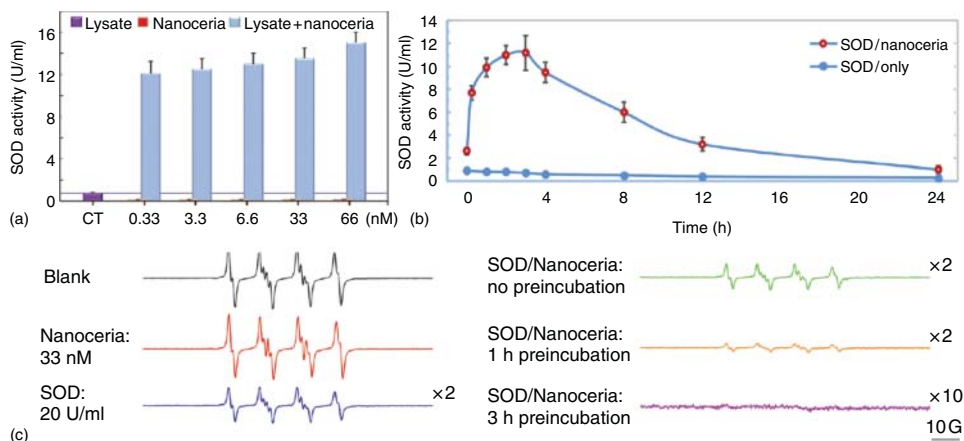 Lysate Nanoceria Lysate+nanoceria
SOD activity (U/ml)
16
12
8
4
0
CT 0.33 3.3 6.6 33 66 (nM)
(a)
SOD activity (U/ml)
14
12
10
8
6
4
2
0
SOD/nanoceria
SOD/only
0 4 8 12 16 20 24
Time (h)
(b)
Blank
Nanoceria:
33 nM
SOD:
20 U/ml
×2
SOD/Nanoceria:
no preincubation
×2
SOD/Nanoceria:
1 h preincubation
×2
SOD/Nanoceria:
3 h preincubation
×10
10 G
(c)